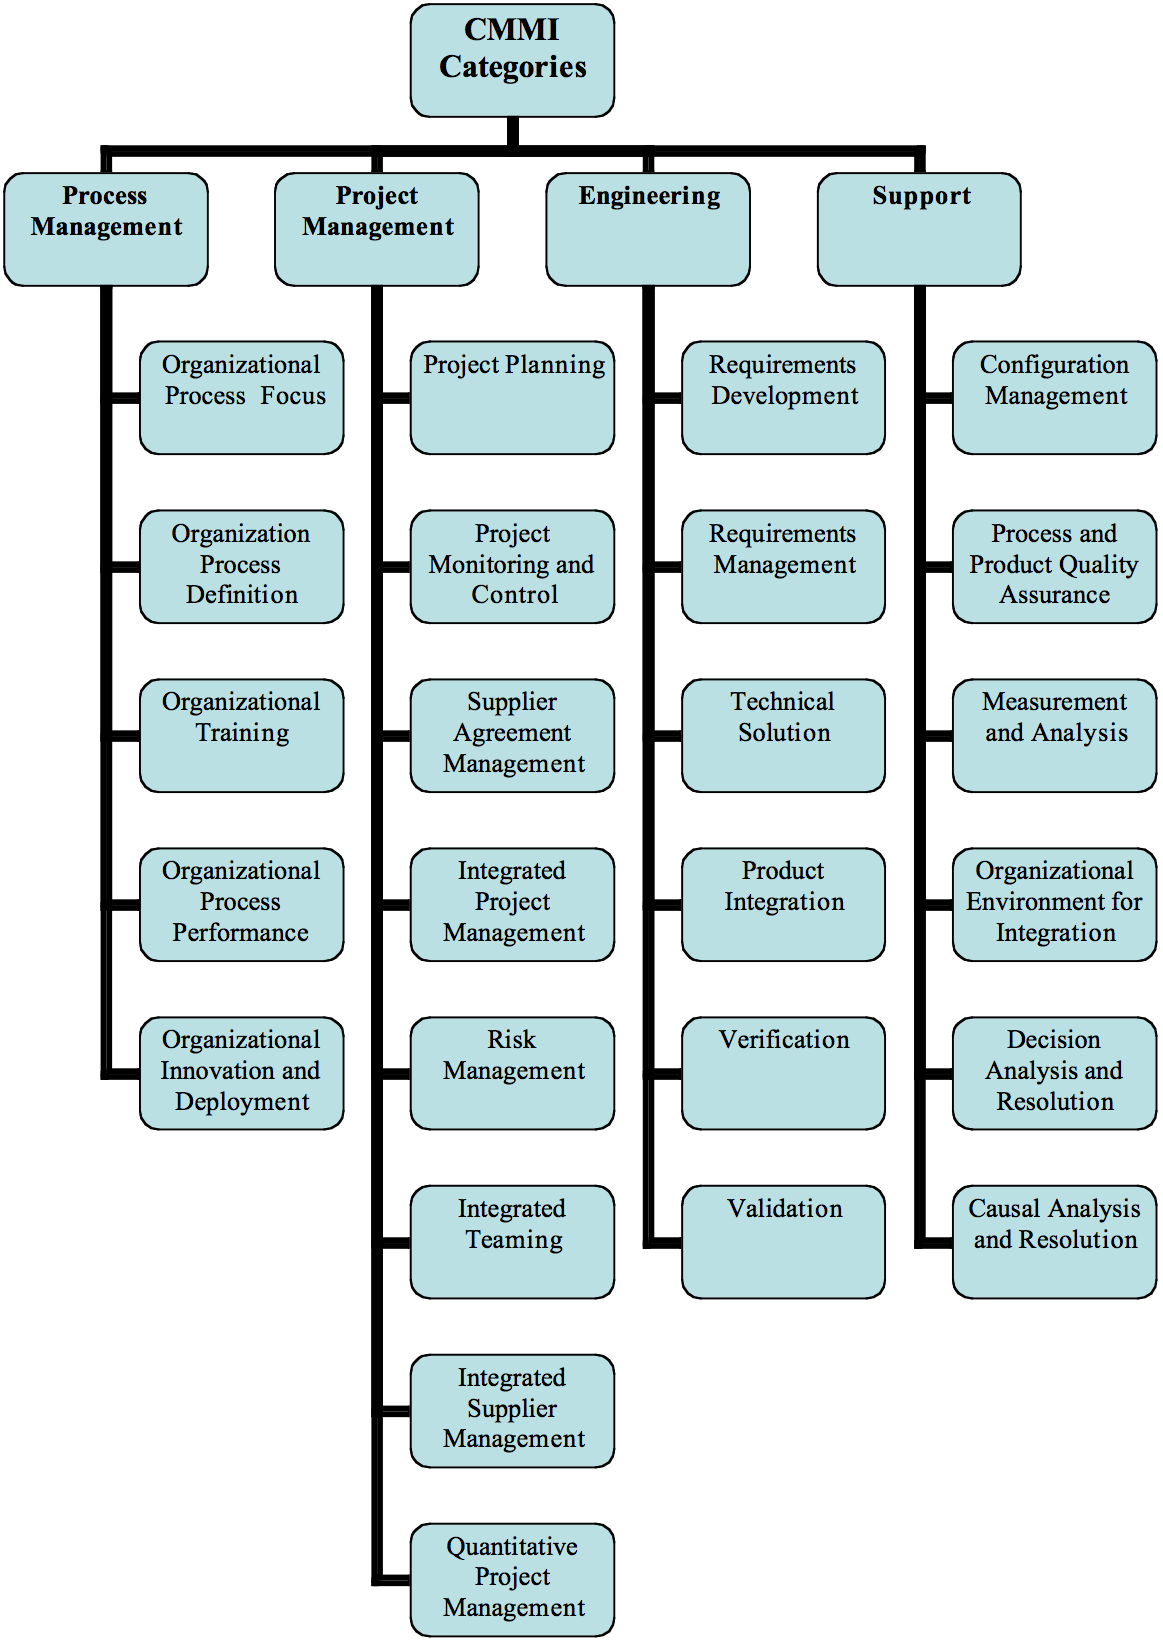 CMMI
Categories
Process
Management
Project
Management
Engineering
Support
Organizational
Process Focus
Organization
Process
Definition
Organizational
Training
Organizational
Process
Performance
Organizational
Innovation and
Deployment
Project Planning
Project
Monitoring and
Control
Supplier
Agreement
Management
Integrated
Project
Management
Risk
Management
Integrated
Teaming
Integrated
Supplier
Management
Quantitative
Project
Management
Requirements
Development
Requirements
Management
Technical
Solution
Product
Integration
Verification
Validation
Configuration
Management
Process and
Product Quality
Assurance
Measurement
and Analysis
Organizational
Environment for
Integration
Decision
Analysis and
Resolution
Causal Analysis
and Resolution